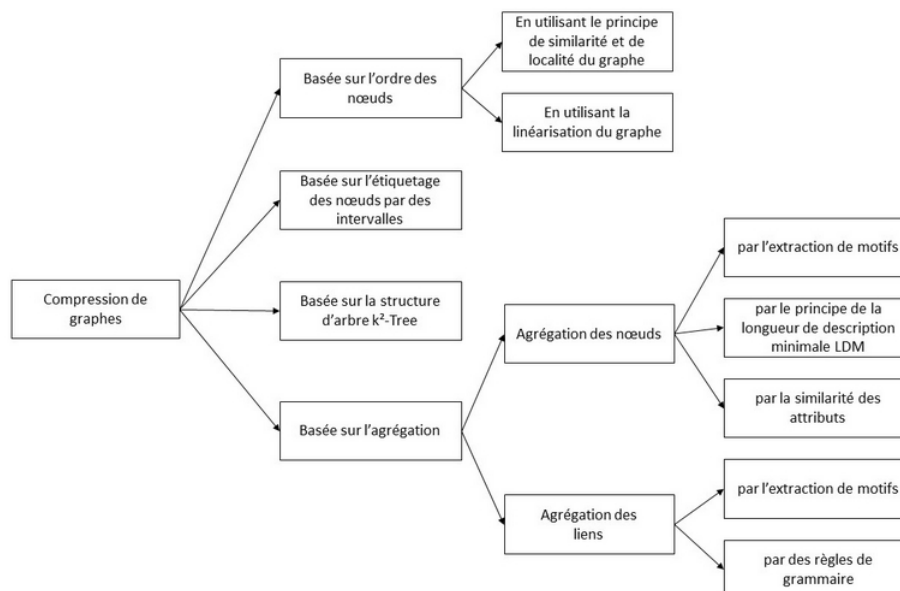 En utilisant le principe
de similarité et de
localité du graphe
Basée sur l'ordre des
nœuds
En utilisant la
linéarisation du graphe
Basée sur l'étiquetage
des nœuds par des
intervalles
par l'extraction de motifs
Compression de
graphes
Basée sur la structure
d'arbre k²-Tree
Agrégation des nœuds
par le principe de la
longueur de description
minimale LDM
par la similarité des
attributs
Basée sur l'agrégation
par l'extraction de motifs
Agrégation des
liens
par des règles de
grammaire